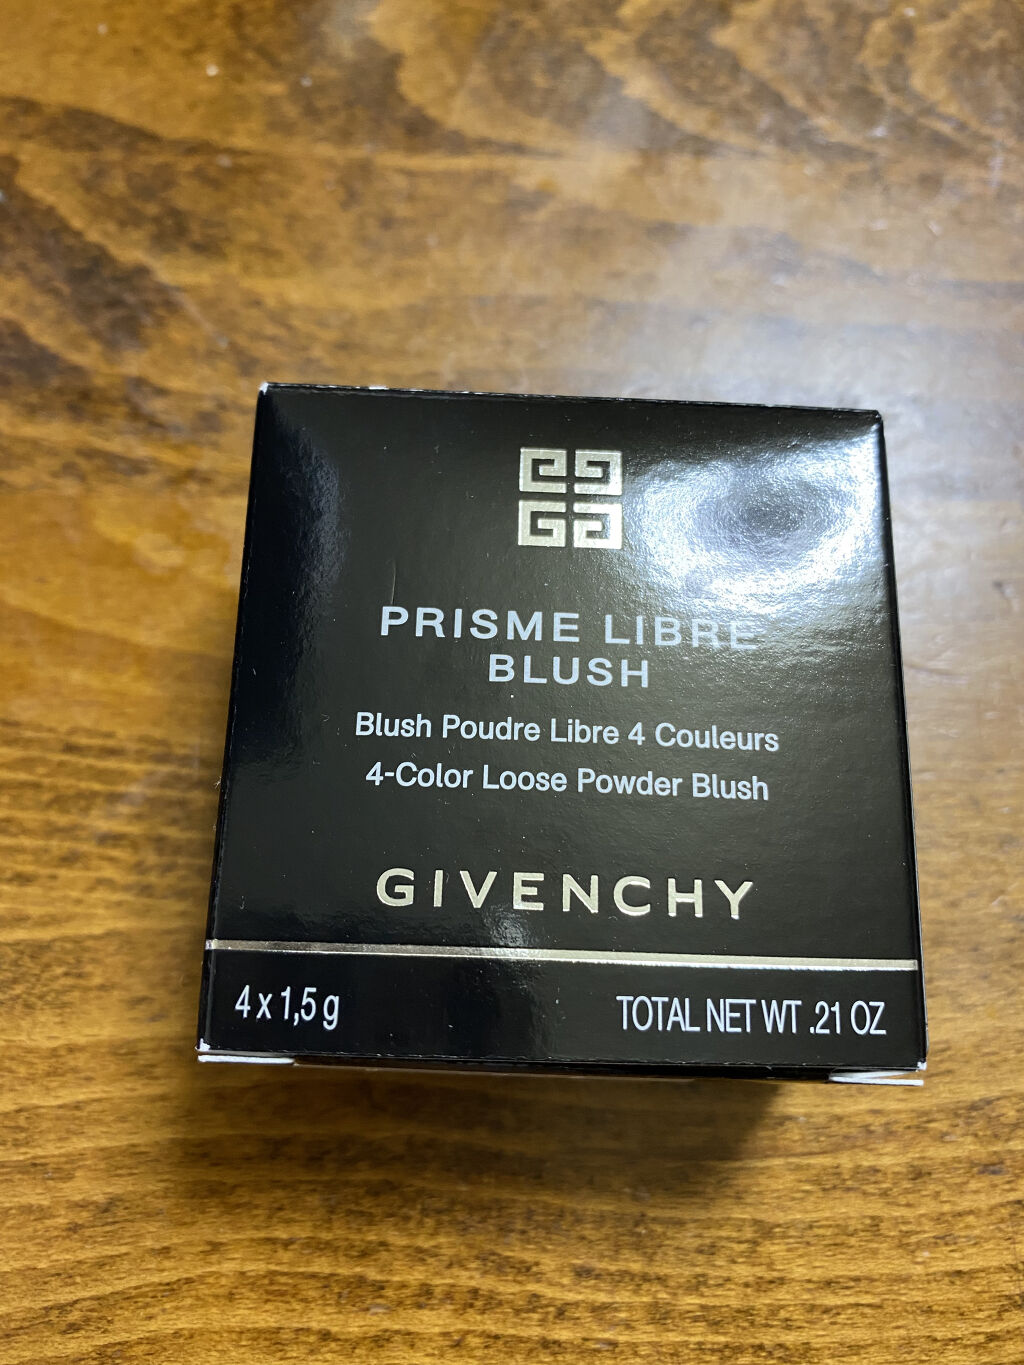 PRISME LIBRE
BLUSH
Blush Poudre Libre 4 Couleurs
4-Color Loose Powder Blush
GIVENCHY
4 x 1,5 g
TOTAL NET WT .21 OZ